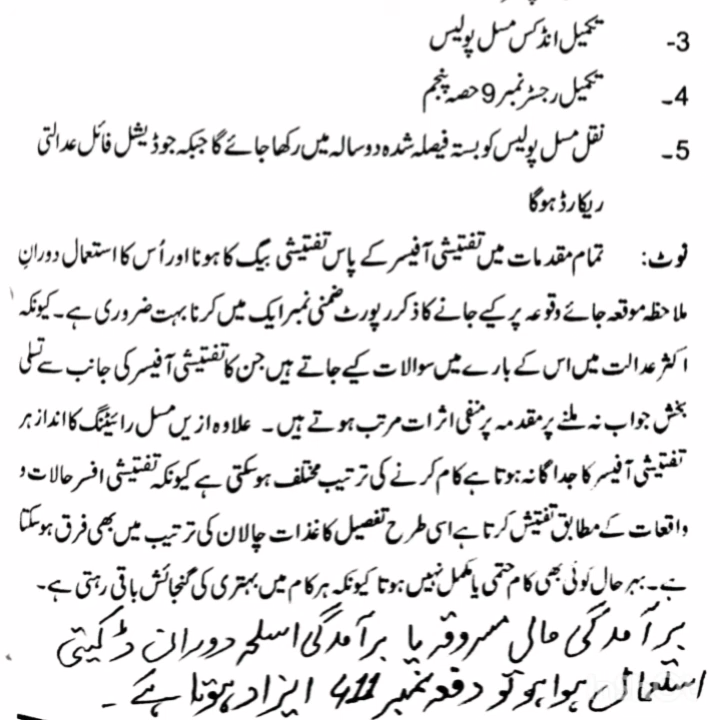 3- تکمیل انڈکس مسل پولیس
4۔ تکمیل رجسٹر نمبر 9 حصہ پنجم
5۔ نقل مسل پولیس کو بستہ فیصلہ شدہ دو سالہ میں رکھا جائے گا جبکہ جوڈیشل فائل عدالتی
ریکارڈ ہوگا
نوٹ: تمام مقدمات میں تفتیشی آفیسر کے پاس تفتیشی بیگ کا ہونا اور اُس کا استعمال دورانِ
ملاحظہ موقعہ جائے وقوعہ پر کیے جانے کا ذکر رپورٹ ضمنی نمبر ایک میں کرنا بہت ضروری ہے۔ کیونکہ
اکثر عدالت میں اس کے بارے میں سوالات کیے جاتے ہیں جن کا تفتیشی آفیسر کی جانب سے تسلی
بخش جواب نہ ملنے پر مقدمہ پر منفی اثرات مرتب ہوتے ہیں۔ علاوہ ازیں مسل رائیٹنگ کا انداز ہر
تفتیشی آفیسر کا جداگانہ ہوتا ہے کام کرنے کی ترتیب مختلف ہوسکتی ہے کیونکہ تفتیشی افسر حالات و
واقعات کے مطابق تفتیش کرتا ہے اسی طرح تفصیل کاغذات چالان کی ترتیب میں بھی فرق ہوسکتا
ہے۔ بہر حال کوئی بھی کام حتمی یا مکمل نہیں ہوتا کیونکہ ہر کام میں بہتری کی گنجائش باقی رہتی ہے۔
برآمدگی مال مسروقہ یا برآمدگی اسلحہ دوران ڈکیتی
استعمال ہوا ہو تو دفعہ نمبر 411 ایزاد ہوتا ہے۔